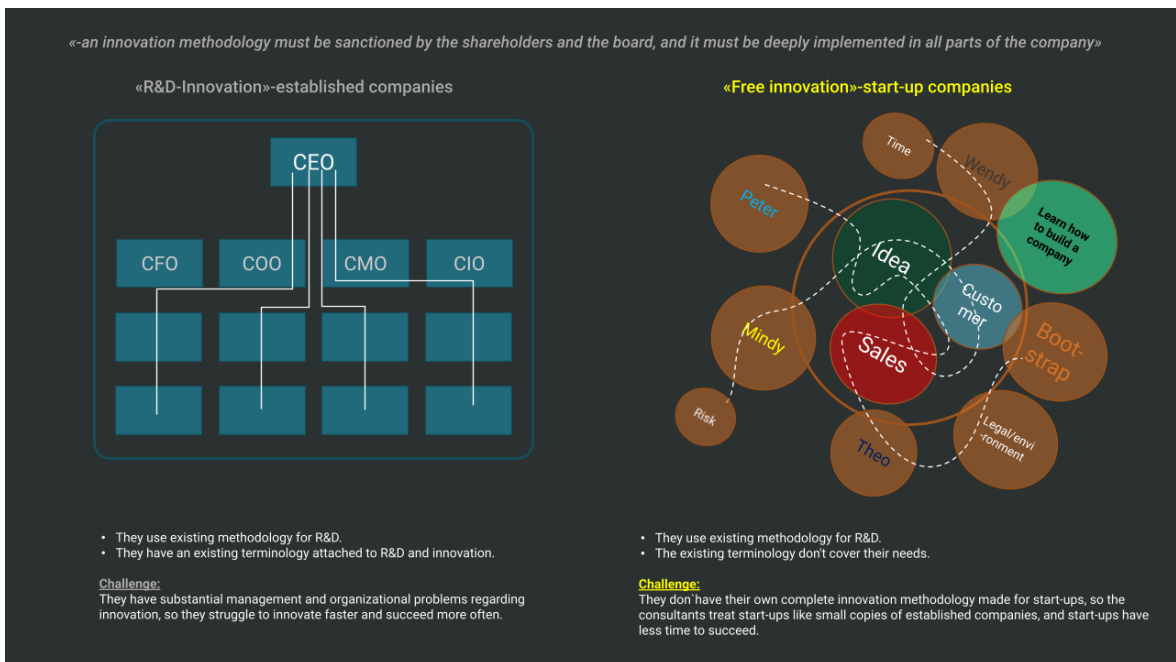 «-an innovation methodology must be sanctioned by the shareholders and the board, and it must be deeply implemented in all parts of the company»
«R&D-Innovation»-established companies
CEO
CFO
COO
CMO
CIO
• They use existing methodology for R&D.
• They have an existing terminology attached to R&D and innovation.
Challenge:
They have substantial management and organizational problems regarding
innovation, so they struggle to innovate faster and succeed more often.
«Free innovation»-start-up companies
Time
Wendy
Peter
Learn how
to build a
company
Idea
Custo
mer
Mindy
Sales
Boot-
strap
Risk
Theo
Legal/envi
-ronment
• They use existing methodology for R&D.
• The existing terminology don't cover their needs.
Challenge:
They don`have their own complete innovation methodology made for start-ups, so the
consultants treat start-ups like small copies of established companies, and start-ups have
less time to succeed.